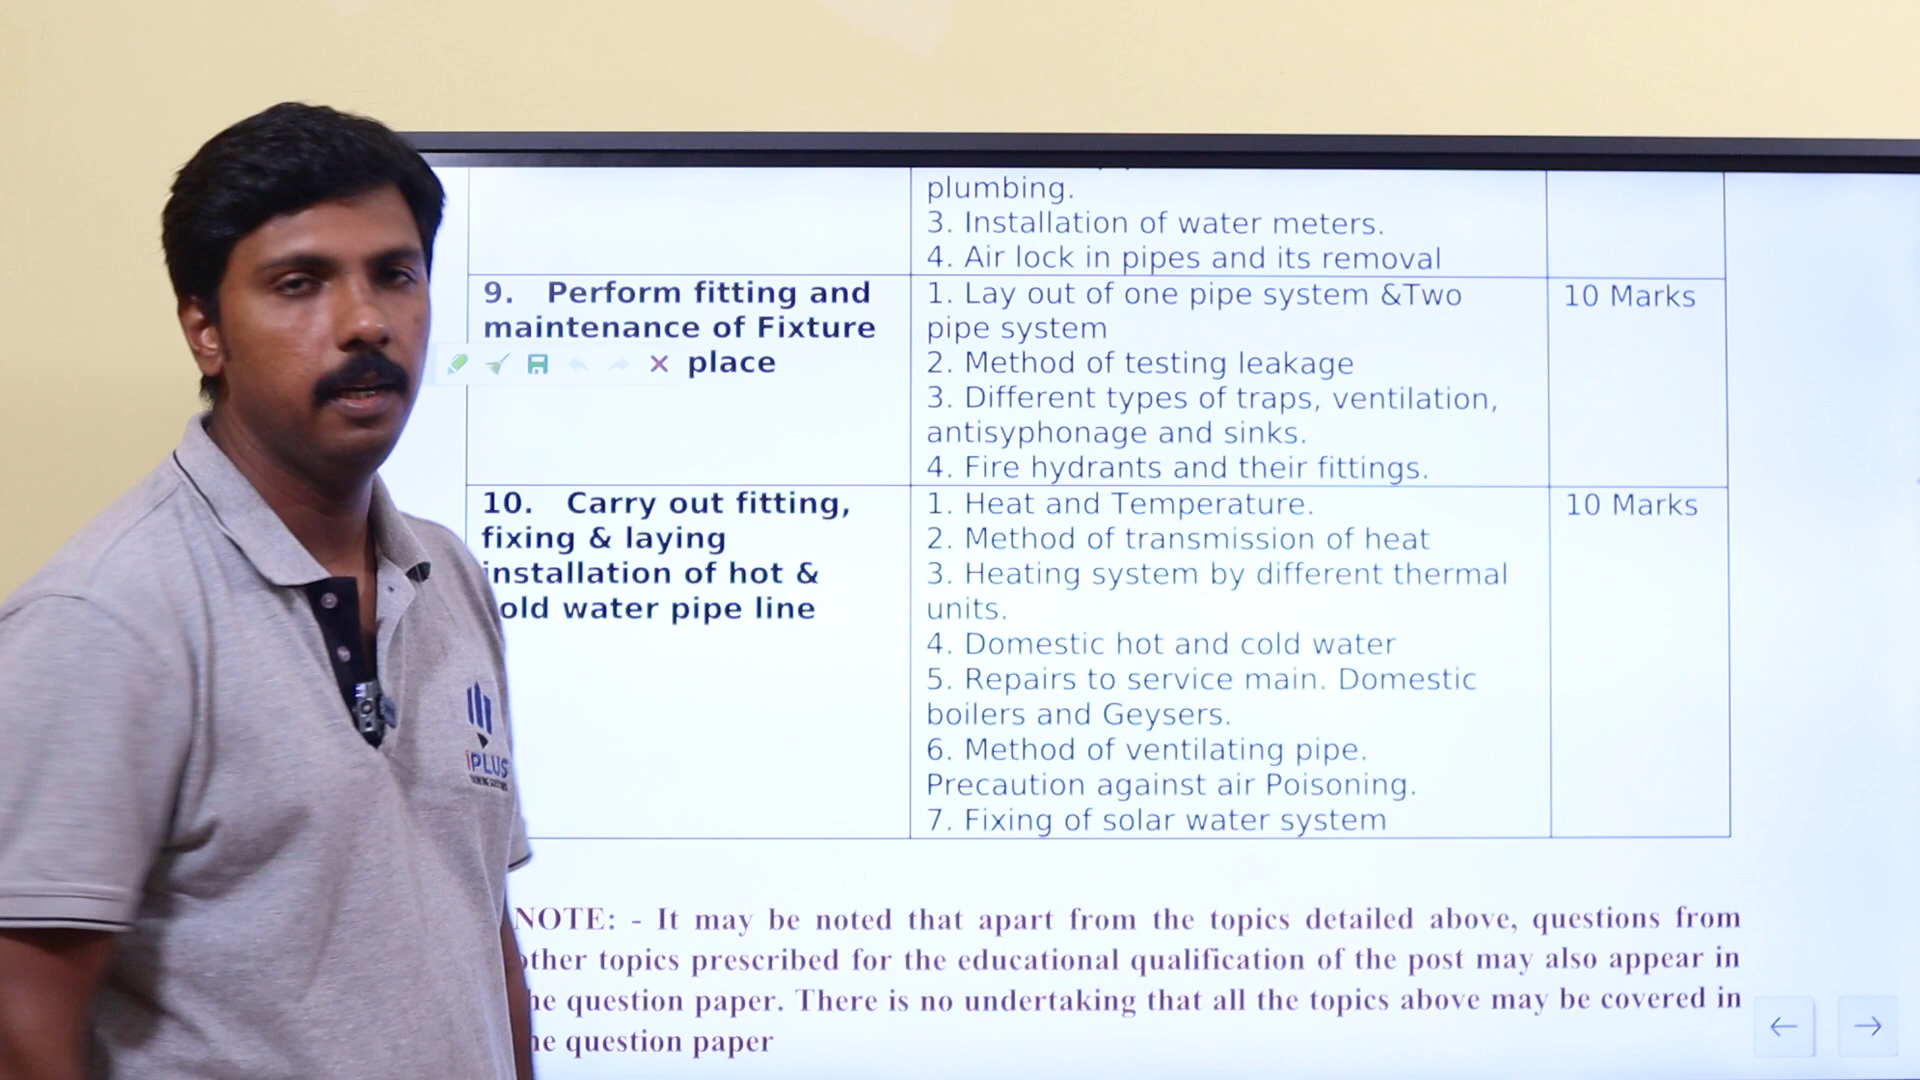 plumbing.
3. Installation of water meters.
4. Air lock in pipes and its removal
9. Perform fitting and
maintenance of Fixture
place
1. Lay out of one pipe system &Two
pipe system
2. Method of testing leakage
3. Different types of traps, ventilation,
antisyphonage and sinks.
4. Fire hydrants and their fittings.
10 Marks
10. Carry out fitting,
fixing & laying
installation of hot &
old water pipe line
1. Heat and Temperature.
2. Method of transmission of heat
3. Heating system by different thermal
units.
4. Domestic hot and cold water
5. Repairs to service main. Domestic
boilers and Geysers.
6. Method of ventilating pipe.
Precaution against air Poisoning.
7. Fixing of solar water system
10 Marks
NOTE: - It may be noted that apart from the topics detailed above, questions from
other topics prescribed for the educational qualification of the post may also appear in
he question paper. There is no undertaking that all the topics above may be covered in
he question paper
iPLUS